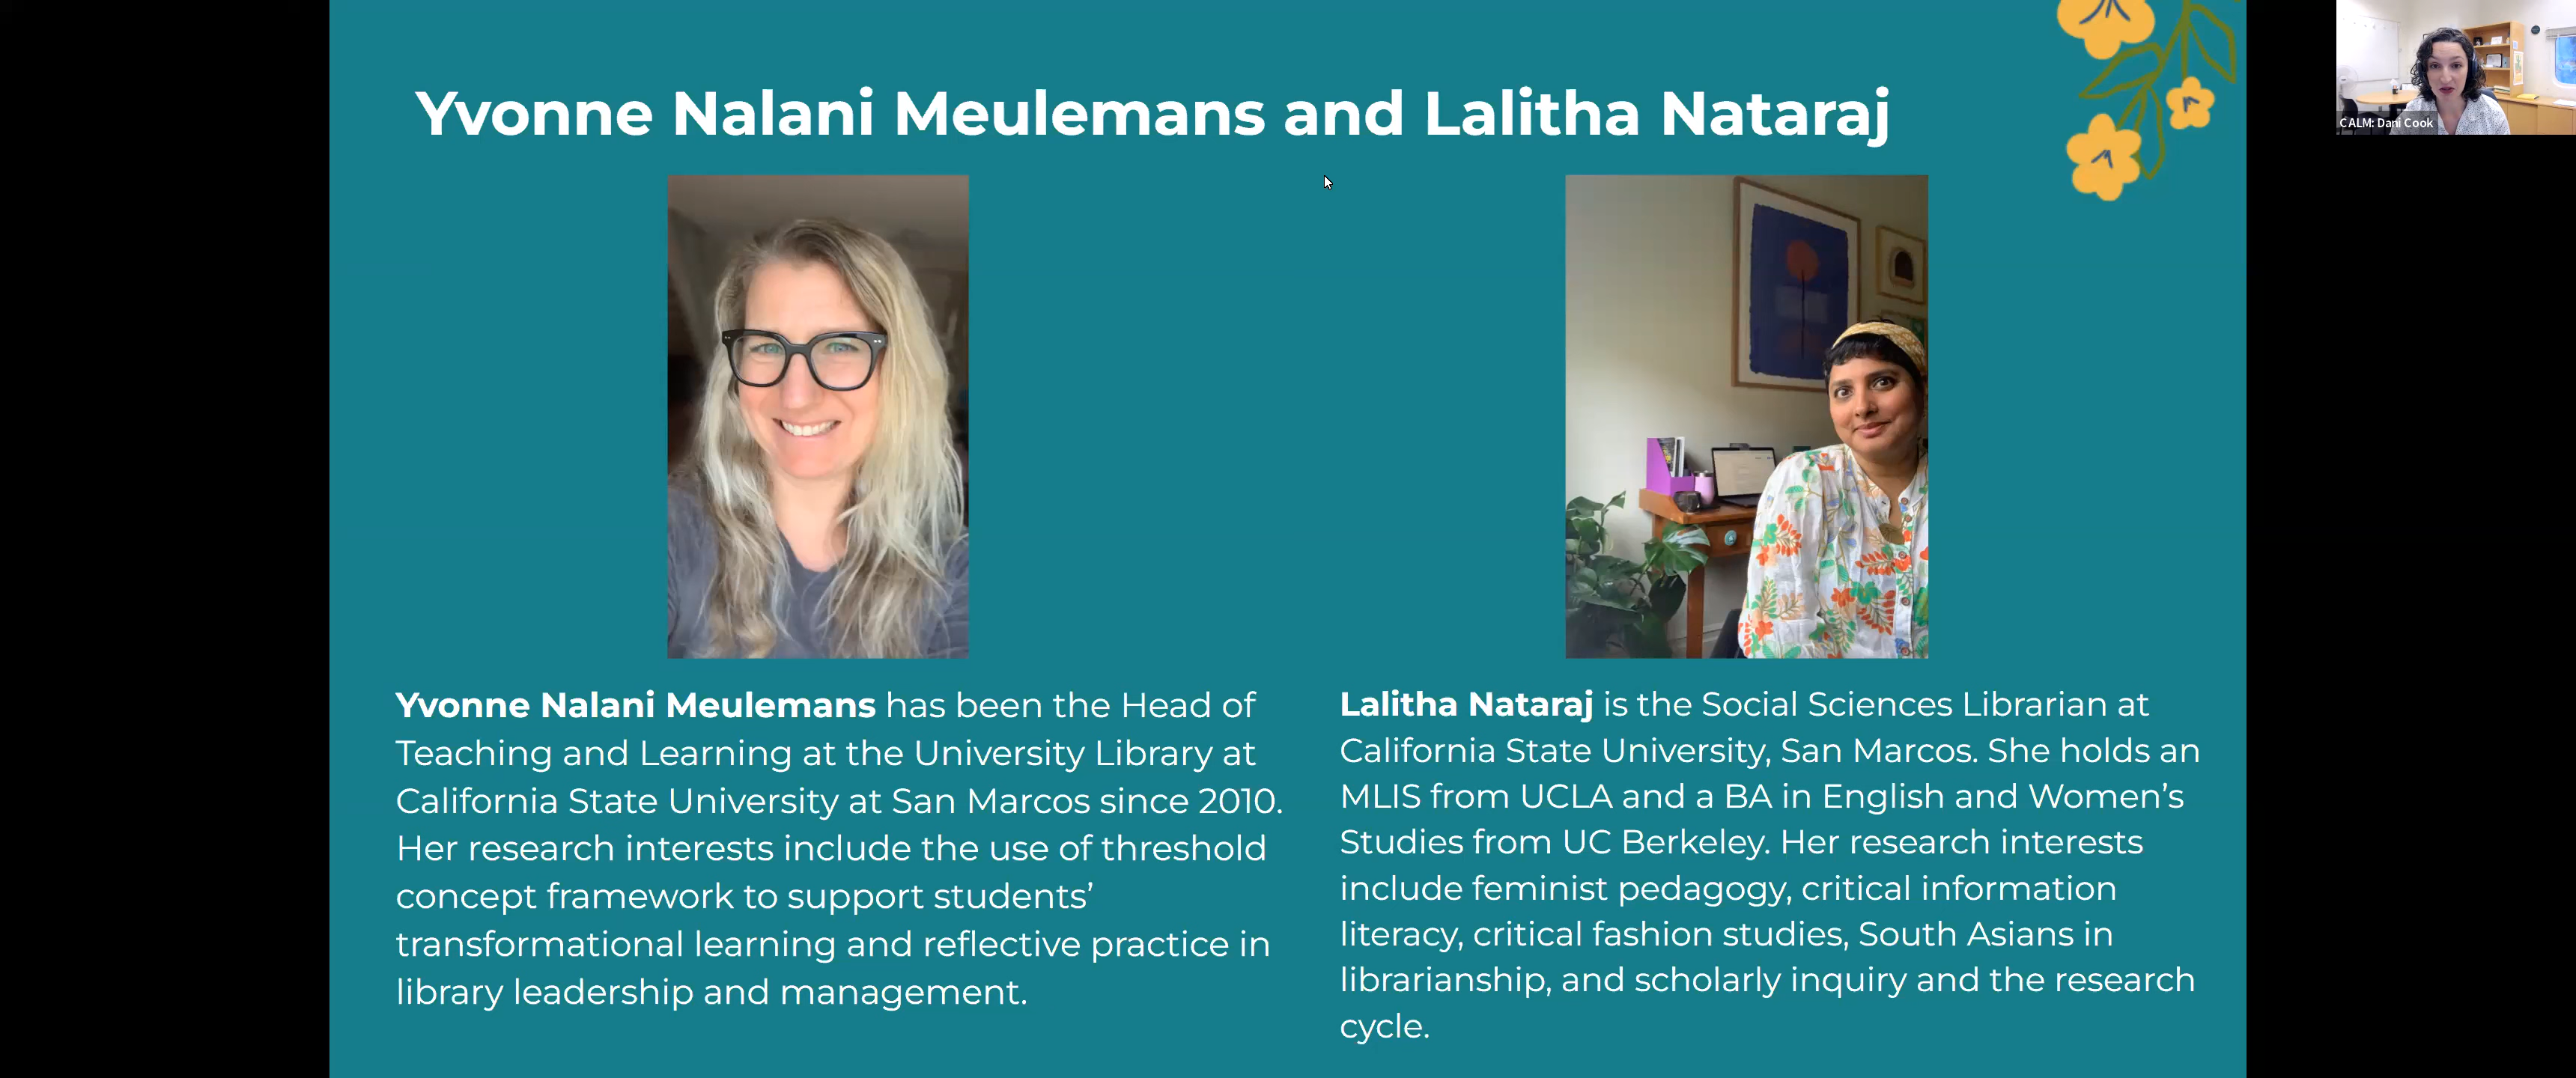 Yvonne Nalani Meulemans and Lalitha Nataraj
CALM: Dani Cook
Yvonne Nalani Meulemans has been the Head of
Teaching and Learning at the University Library at
California State University at San Marcos since 2010.
Her research interests include the use of threshold
concept framework to support students’
transformational learning and reflective practice in
library leadership and management.
Lalitha Nataraj is the Social Sciences Librarian at
California State University, San Marcos. She holds an
MLIS from UCLA and a BA in English and Women’s
Studies from UC Berkeley. Her research interests
include feminist pedagogy, critical information
literacy, critical fashion studies, South Asians in
librarianship, and scholarly inquiry and the research
cycle.